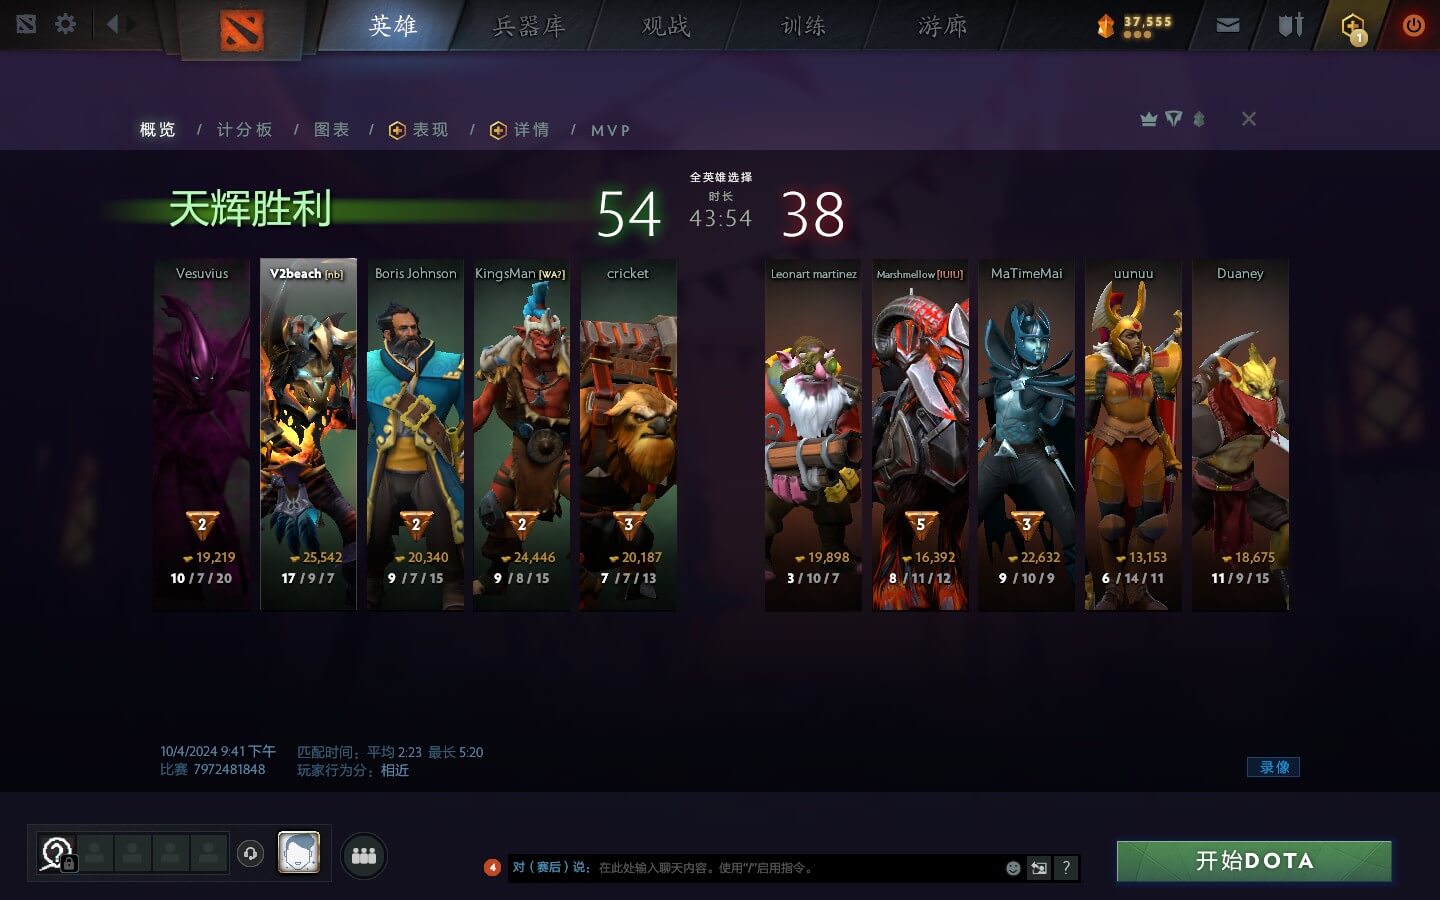 英雄
兵器库
观战
训练
游廊
37,555
1
概览 / 计分板 / 图表 / 表现 / 详情 / MVP
天辉胜利
54
全英雄选择
时长
43:54
38
Vesuvius
V2beach [nb]
Boris Johnson
KingsMan [WA?]
cricket
Leonart martinez
Marshmellow [IUIU]
MaTimeMai
uunuu
Duaney
2
2
2
3
5
3
19,219
25,542
20,340
24,446
20,187
19,898
16,392
22,632
13,153
18,675
10 / 7 / 20
17 / 9 / 7
9 / 7 / 15
9 / 8 / 15
7 / 7 / 13
3 / 10 / 7
8 / 11 / 12
9 / 10 / 9
6 / 14 / 11
11 / 9 / 15
10/4/2024 9:41 下午 匹配时间：平均 2:23 最长 5:20
比赛 7972481848 玩家行为分：相近
录像
4
对（赛后）说：在此处输入聊天内容。使用“/”启用指令。
?
开始DOTA